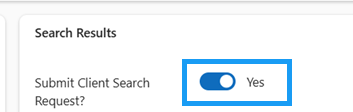 Search Results
Submit Client Search
Request?
Yes